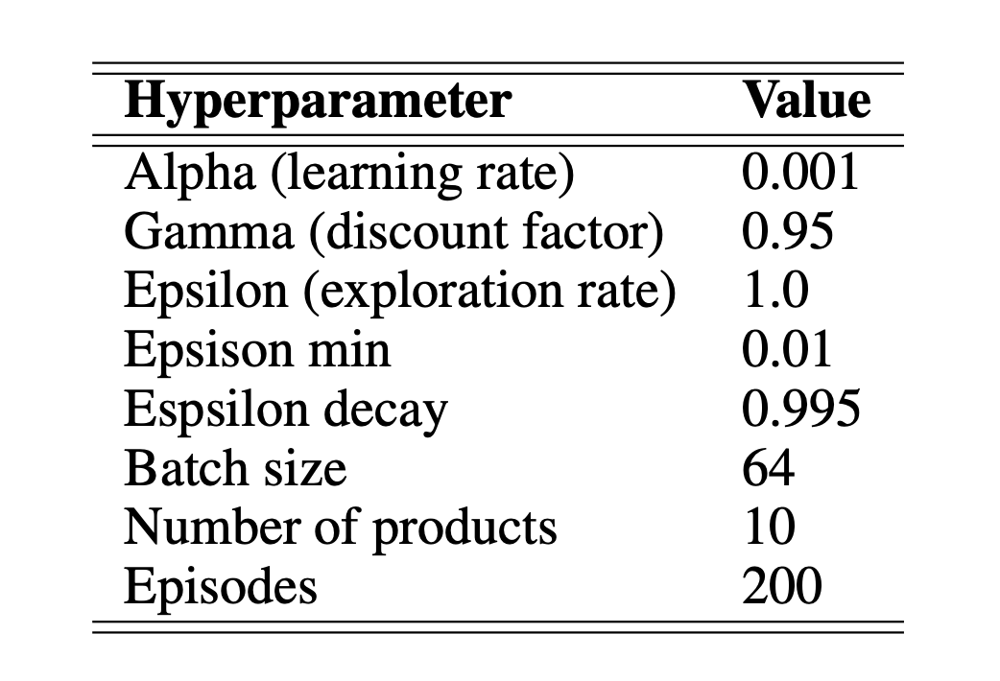 Hyperparameter Value
Alpha (learning rate) 0.001
Gamma (discount factor) 0.95
Epsilon (exploration rate) 1.0
Epsison min 0.01
Espsilon decay 0.995
Batch size 64
Number of products 10
Episodes 200